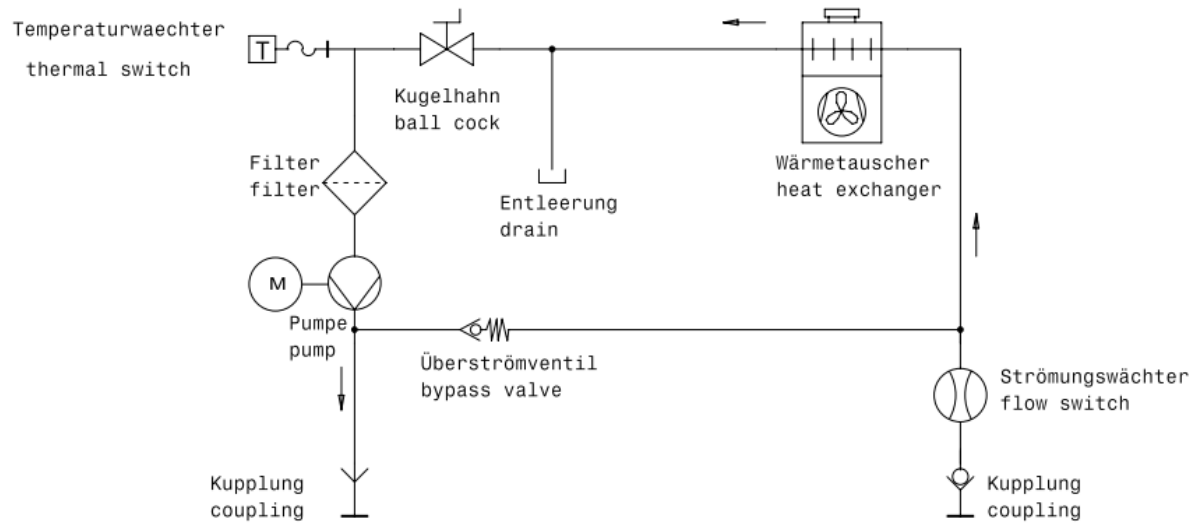 Temperaturwaechter
thermal switch
T
Kugelhahn
ball cock
Filter
filter
Entleerung
drain
Wärmetauscher
heat exchanger
M
Pumpe
pump
Überströmventil
bypass valve
Strömungswächter
flow switch
Kupplung
coupling
Kupplung
coupling